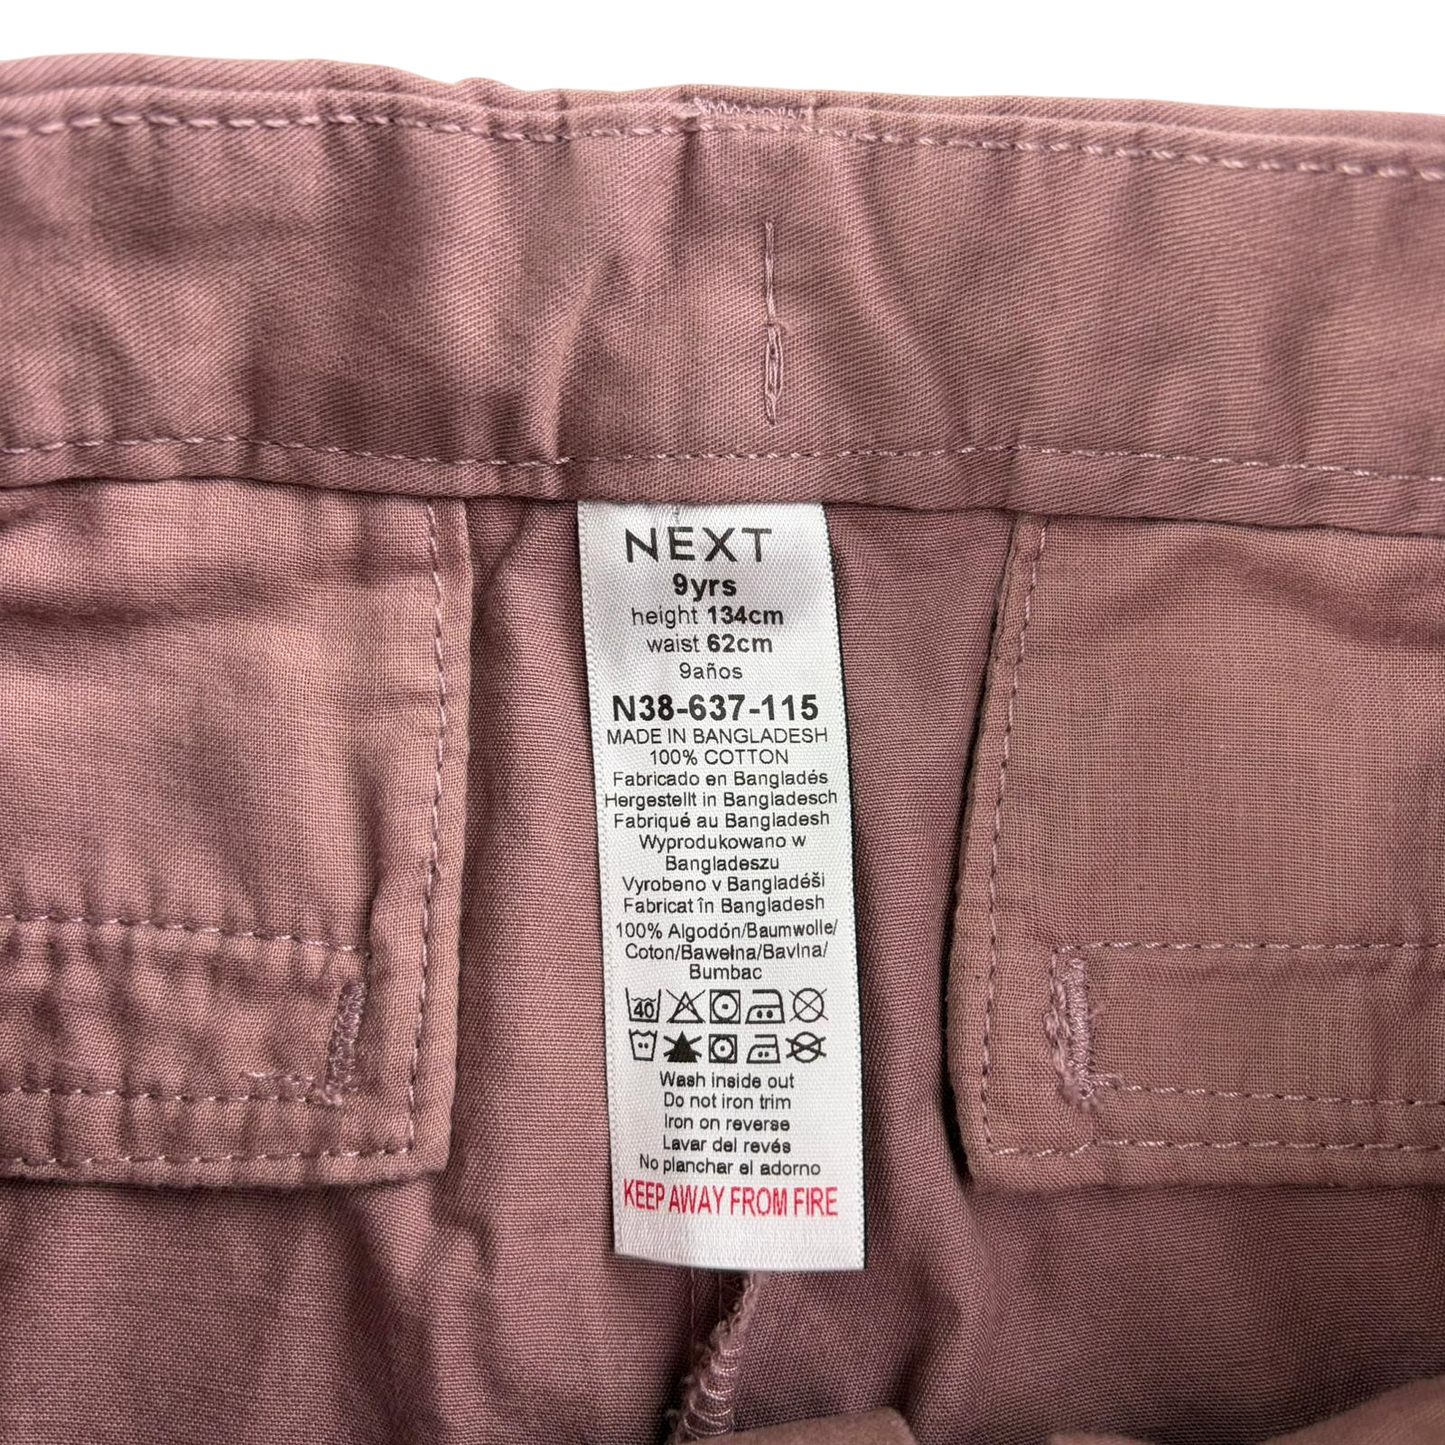 NEXT
9yrs
height 134cm
waist 62cm
9años
N38-637-115
MADE IN BANGLADESH
100% COTTON
Fabricado en Bangladés
Hergestellt in Bangladesch
Fabriqué au Bangladesh
Wyprodukowano w
Bangladeszu
Vyrobeno v Bangladéši
Fabricat în Bangladesh
100% Algodón/Baumwolle/
Coton/Bawełna/Bavlna/
Bumbac
40
Wash inside out
Do not iron trim
Iron on reverse
Lavar del revés
No planchar el adorno
KEEP AWAY FROM FIRE